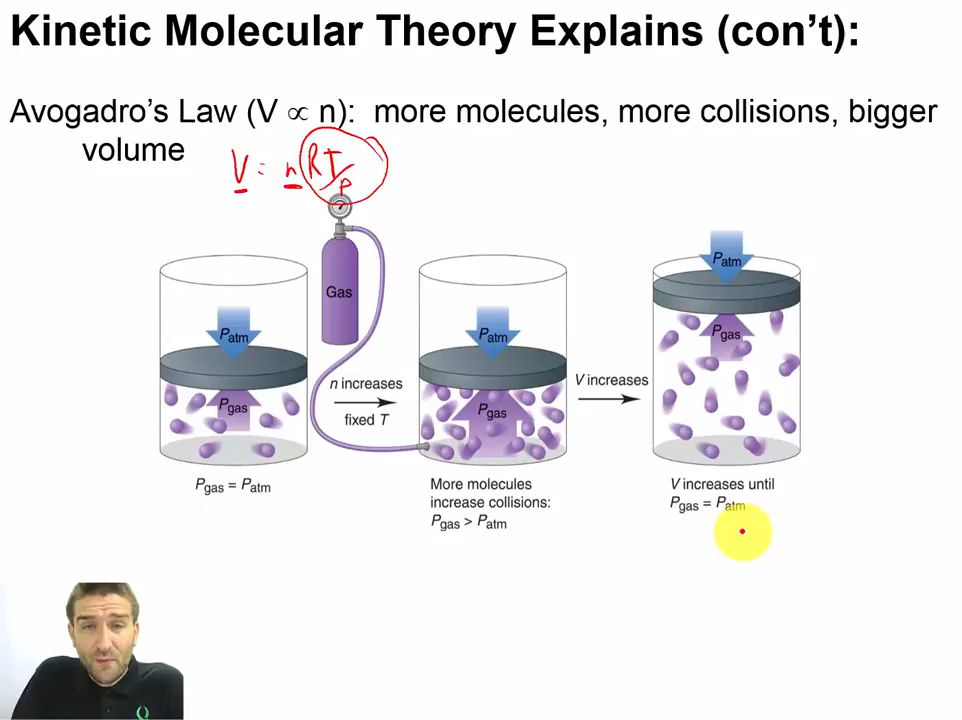 Kinetic Molecular Theory Explains (con’t):
Avogadro’s Law (V ∝ n):  more molecules, more collisions, bigger
volume
V = n RT/P
Gas
Patm
Pgas
Pgas = Patm
n increases
fixed T
Patm
Pgas
More molecules
increase collisions:
Pgas > Patm
V increases
Patm
Pgas
V increases until
Pgas = Patm